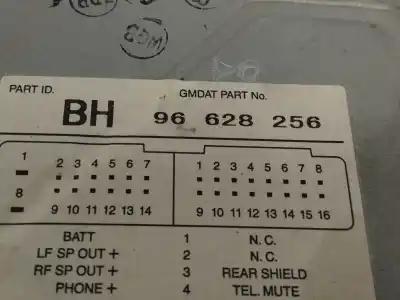 WG3
PART ID. GMDAT PART No.
BH 96 628 256
1 2 3 4 5 6 7 1 2 3 4 5 6 7 8
8 9 10 11 12 13 14 9 10 11 12 13 14 15 16
BATT 1 N.C.
LF SP OUT + 2 N.C.
RF SP OUT + 3 REAR SHIELD
PHONE + 4 TEL. MUTE